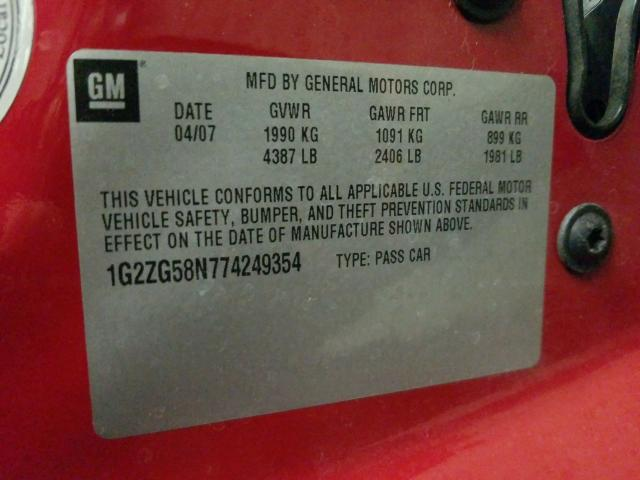 Local
GM
MFD BY GENERAL MOTORS CORP.
DATE GVWR GAWR FRT GAWR RR
04/07 1990 KG 1091 KG 899 KG
4387 LB 2406 LB 1981 LB
THIS VEHICLE CONFORMS TO ALL APPLICABLE U.S. FEDERAL MOTOR
VEHICLE SAFETY, BUMPER, AND THEFT PREVENTION STANDARDS IN
EFFECT ON THE DATE OF MANUFACTURE SHOWN ABOVE.
1G2ZG58N774249354 TYPE: PASS CAR